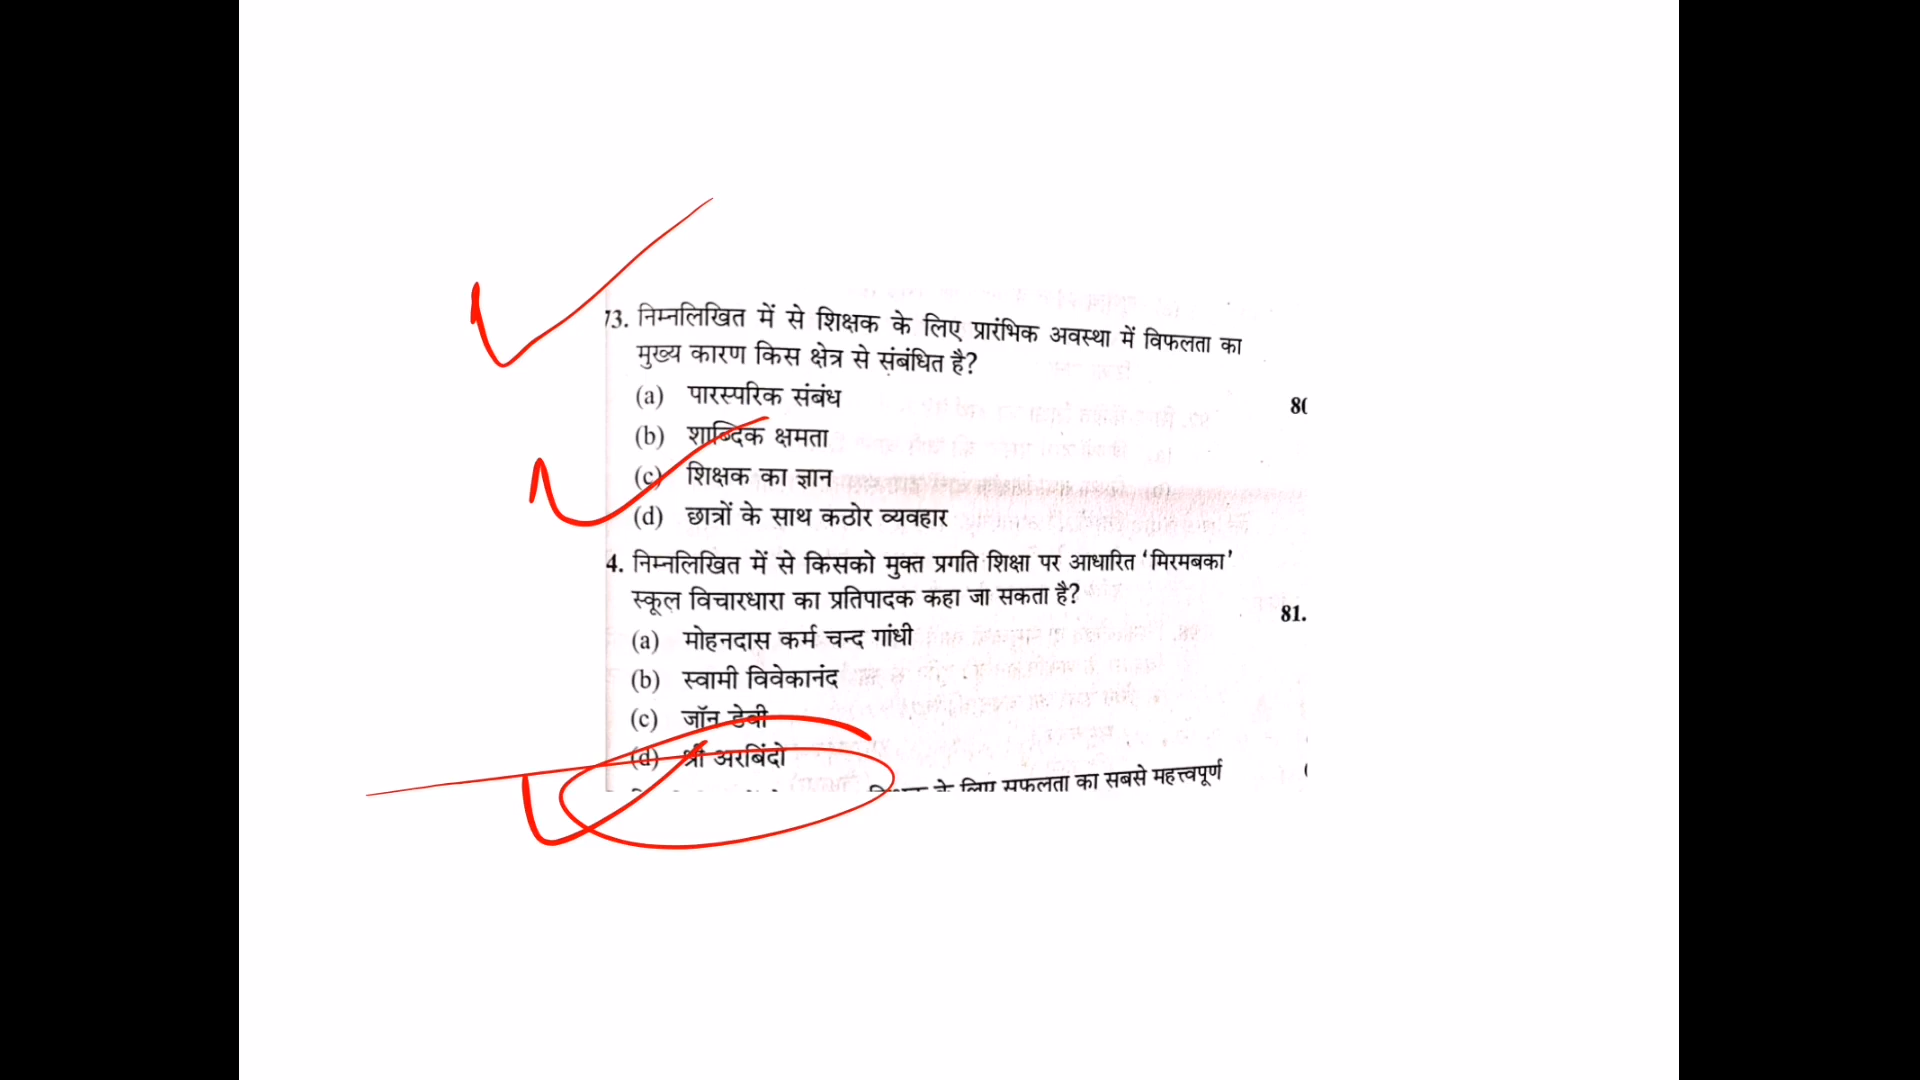 73. निम्नलिखित में से शिक्षक के लिए प्रारंभिक अवस्था में विफलता का
मुख्य कारण किस क्षेत्र से संबंधित है?
(a) पारस्परिक संबंध
(b) शाब्दिक क्षमता
(c) शिक्षक का ज्ञान
(d) छात्रों के साथ कठोर व्यवहार
4. निम्नलिखित में से किसको मुक्त प्रगति शिक्षा पर आधारित ‘मिरमबका’
स्कूल विचारधारा का प्रतिपादक कहा जा सकता है?
(a) मोहनदास कर्म चन्द गांधी
(b) स्वामी विवेकानंद
(c) जॉन डेवी
(d) श्री अरबिंदो
के लिए सफलता का सबसे महत्त्वपूर्ण
80
81.